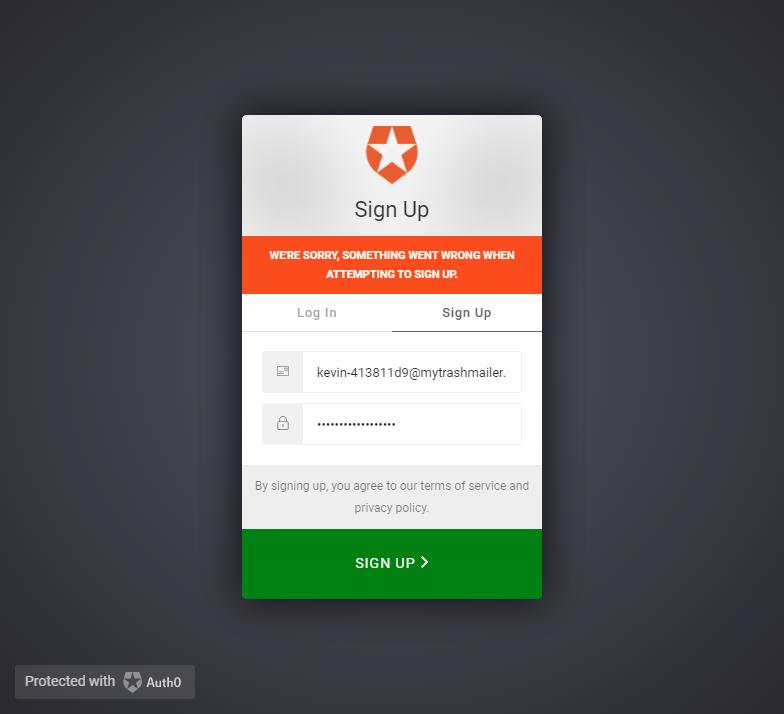 Sign Up
WE'RE SORRY, SOMETHING WENT WRONG WHEN
ATTEMPTING TO SIGN UP.
Log In
Sign Up
kevin-413811d9@mytrashmailer.
••••••••••••••••••
By signing up, you agree to our terms of service and
privacy policy.
SIGN UP
Protected with Auth0